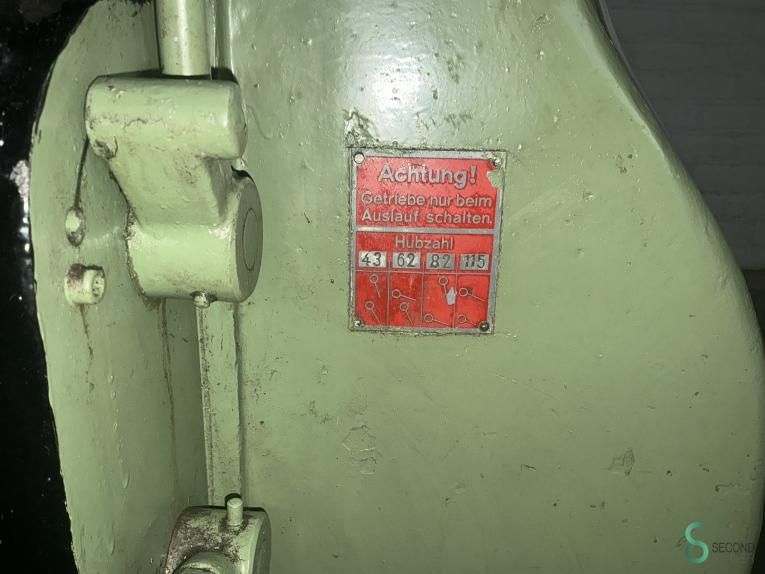 Achtung!
Getriebe nur beim
Auslauf schalten.
Hubzahl
43 62 82 115
SECOND